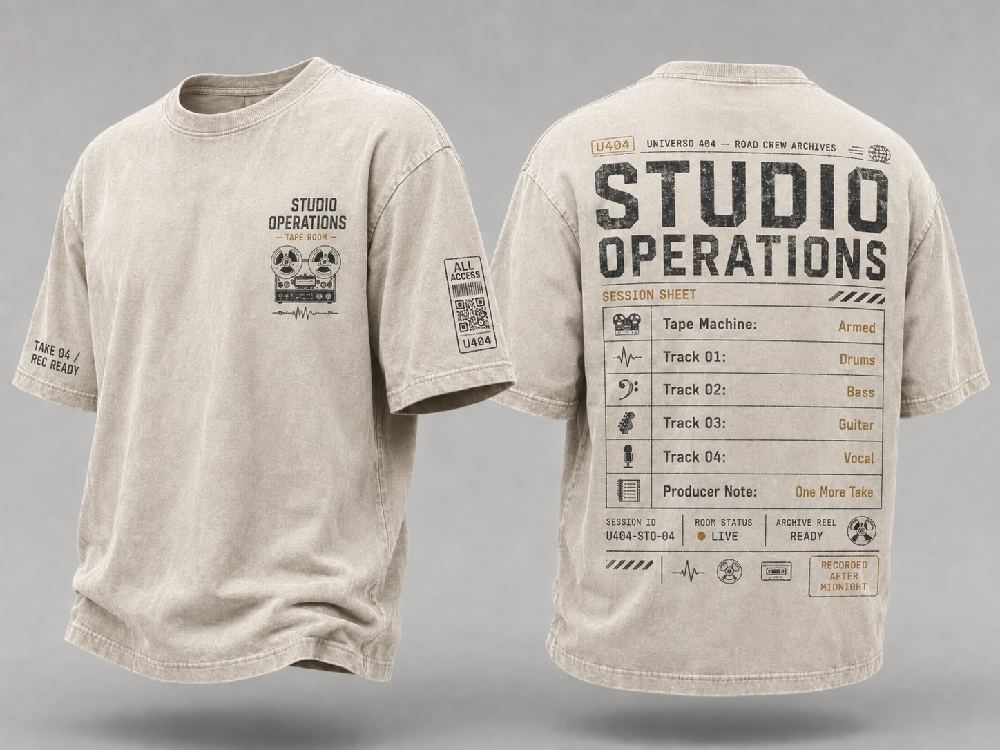 STUDIO
OPERATIONS
— TAPE ROOM —
TAKE 04 /
REC READY
ALL
ACCESS
U404
U404
UNIVERSO 404 — ROAD CREW ARCHIVES
STUDIO
OPERATIONS
SESSION SHEET
Tape Machine: Armed
Track 01: Drums
Track 02: Bass
Track 03: Guitar
Track 04: Vocal
Producer Note: One More Take
SESSION ID
U404-STO-04
ROOM STATUS
LIVE
ARCHIVE REEL
READY
RECORDED
AFTER
MIDNIGHT